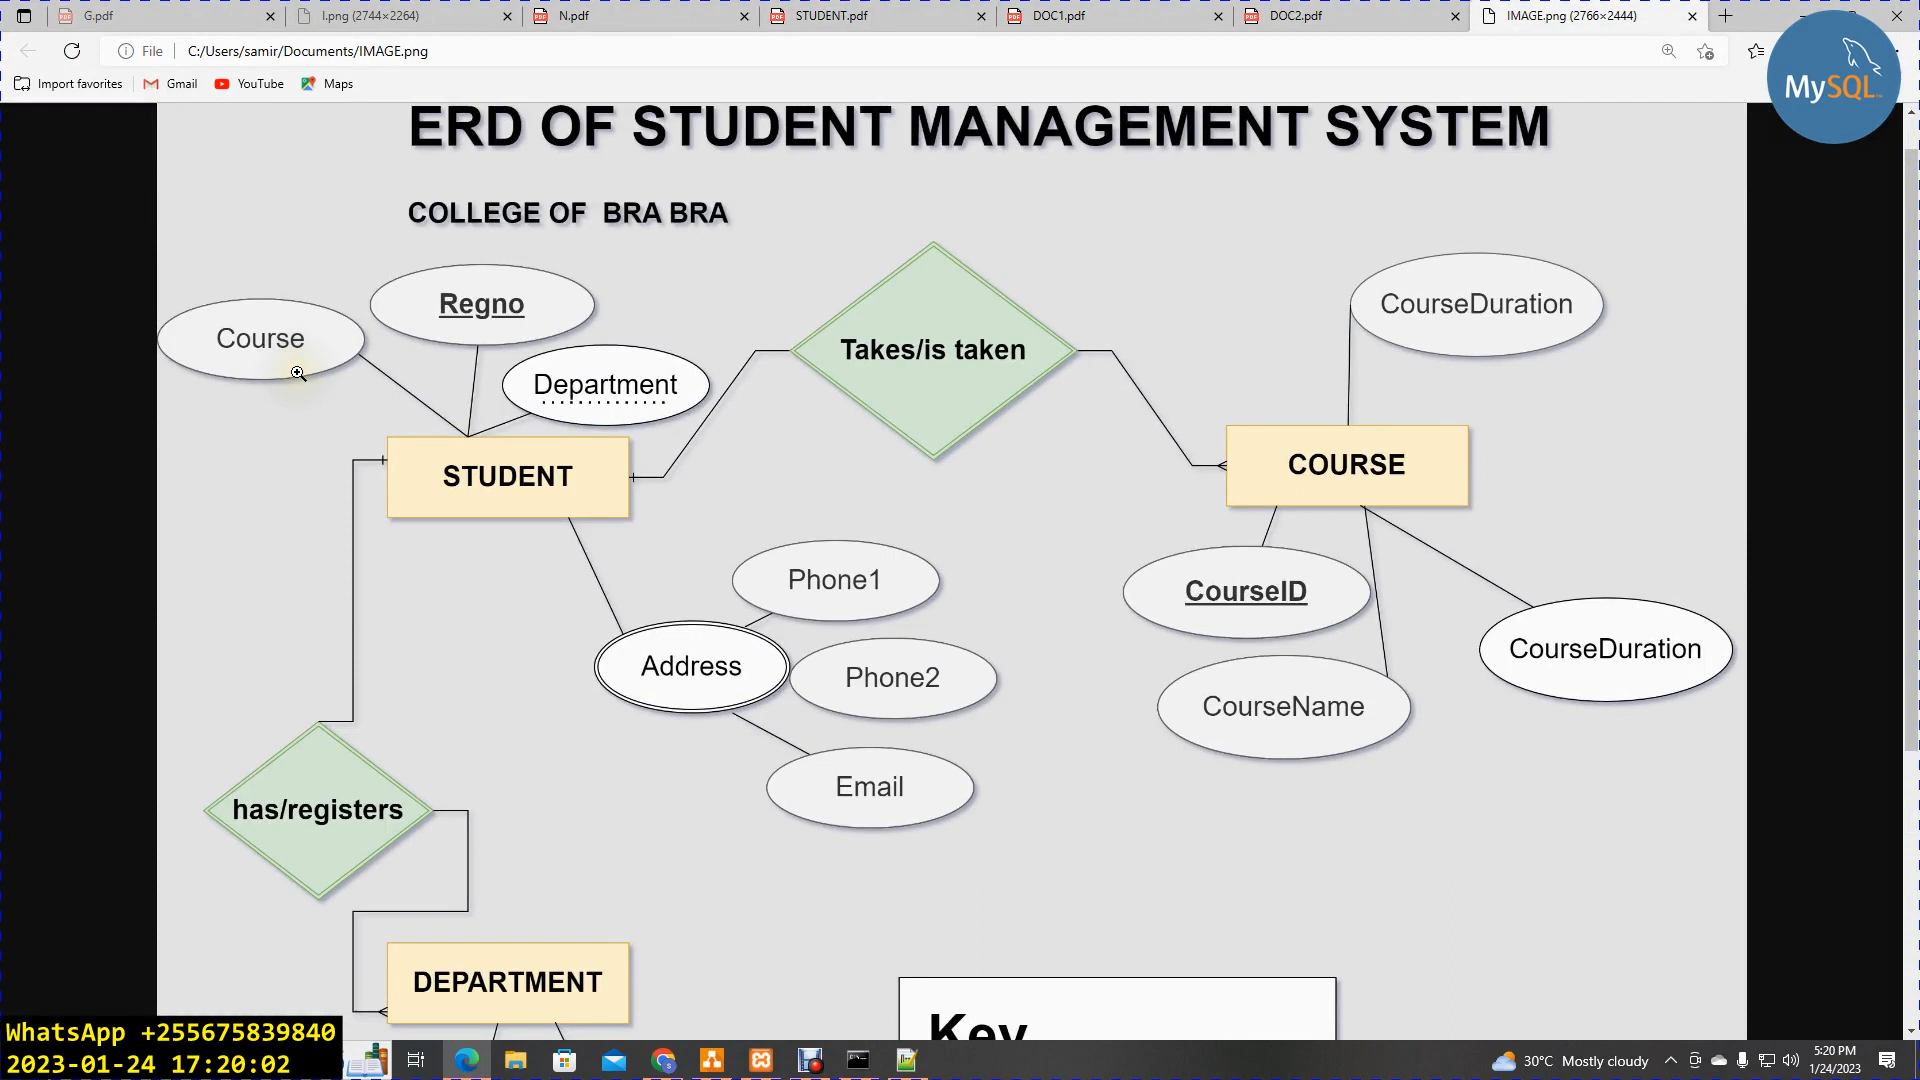 G.pdf
I.png (2744×2264)
N.pdf
STUDENT.pdf
DOC1.pdf
DOC2.pdf
IMAGE.png (2766×2444)
File
C:/Users/samir/Documents/IMAGE.png
Import favorites
Gmail
YouTube
Maps
MySQL
ERD OF STUDENT MANAGEMENT SYSTEM
COLLEGE OF BRA BRA
Course
Regno
Department
Takes/is taken
CourseDuration
STUDENT
COURSE
Phone1
Address
Phone2
Email
CourseID
CourseName
CourseDuration
has/registers
DEPARTMENT
Key
WhatsApp +255675839840
2023-01-24 17:20:02
30°C Mostly cloudy
5:20 PM
1/24/2023